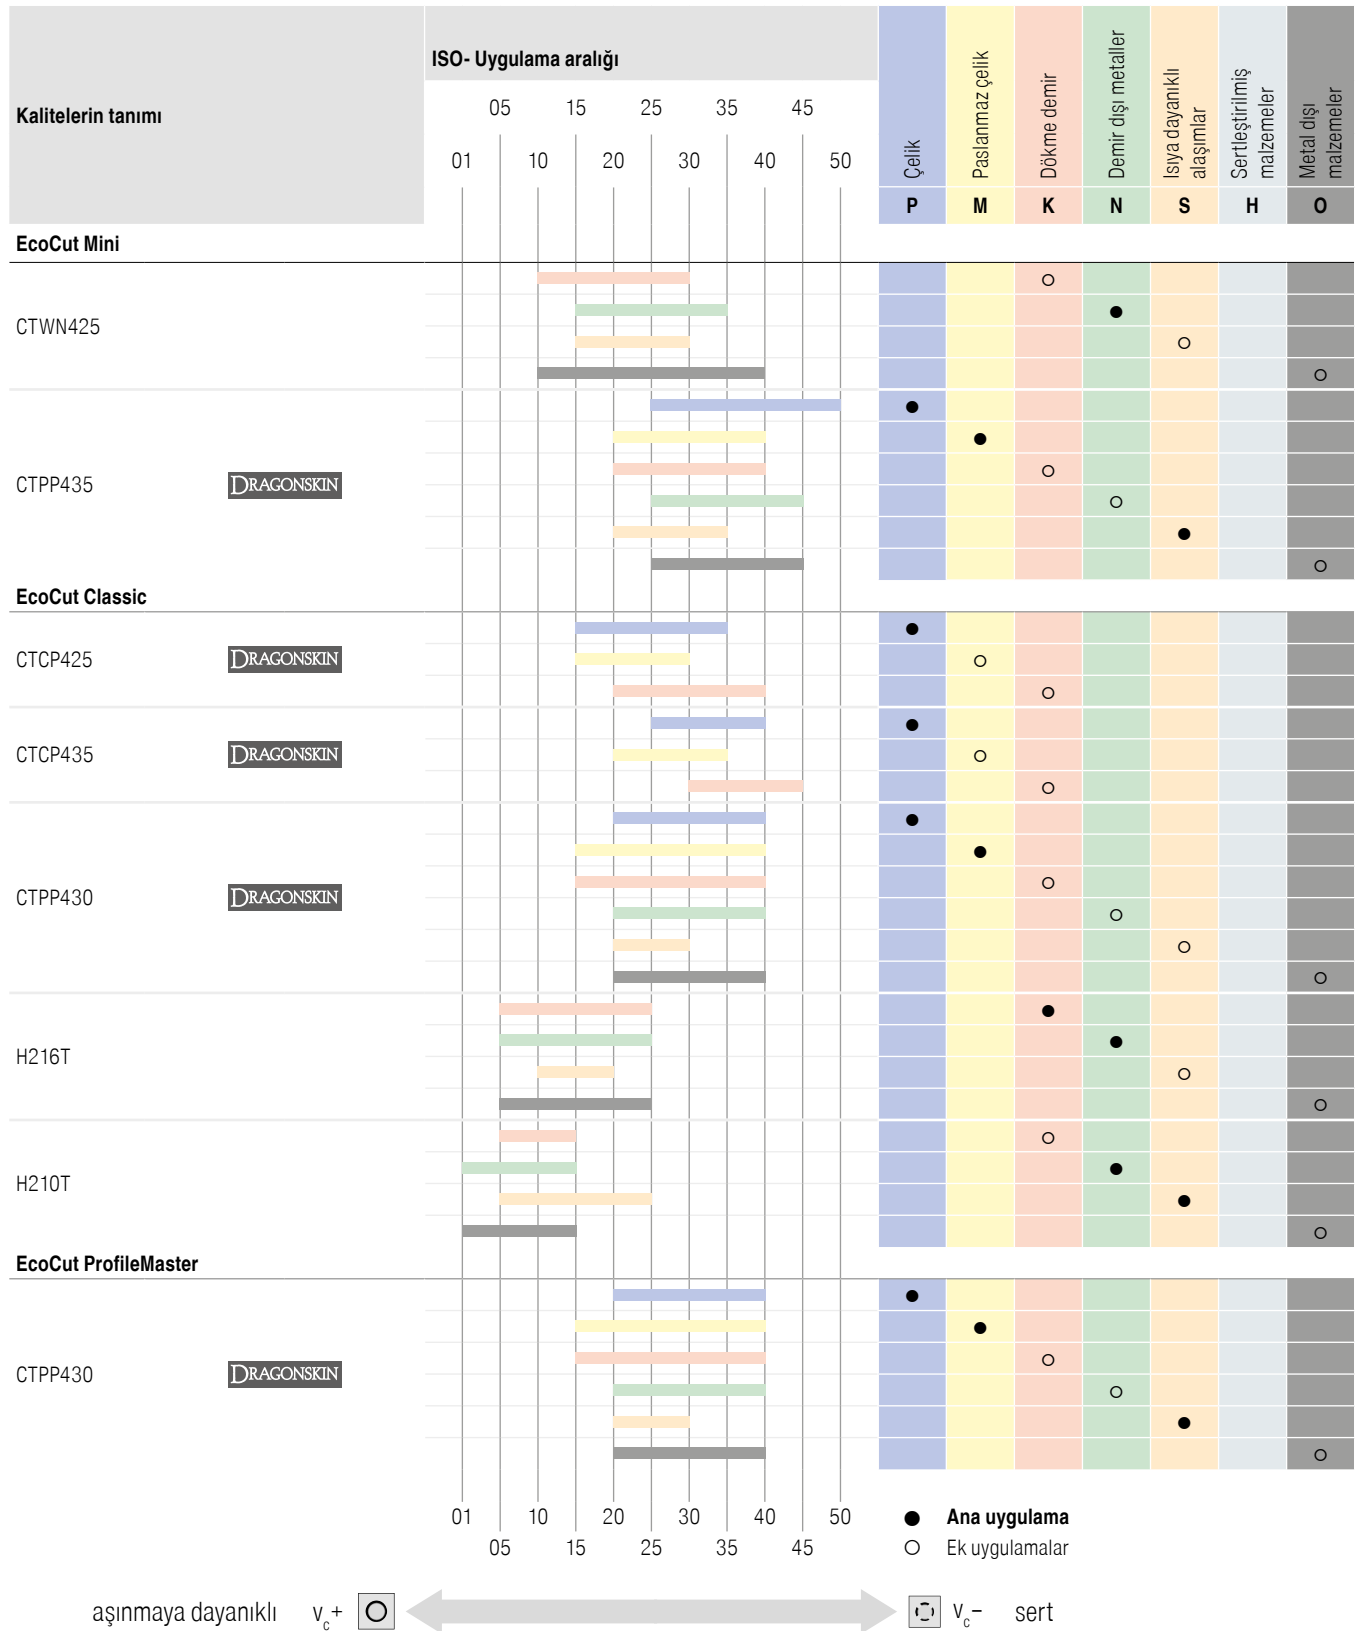 Kalitelerin tanımı
ISO- Uygulama aralığı
05 15 25 35 45
01 10 20 30 40 50
Çelik
Paslanmaz çelik
Dökme demir
Demir dışı metaller
Isıya dayanıklı
alaşımlar
Sertleştirilmiş
malzemeler
Metal dışı
malzemeler
P M K N S H O
EcoCut Mini
CTWN425
CTPP435 DRAGONSKIN
EcoCut Classic
CTCP425 DRAGONSKIN
CTCP435 DRAGONSKIN
CTPP430 DRAGONSKIN
H216T
H210T
EcoCut ProfileMaster
CTPP430 DRAGONSKIN
01 10 20 30 40 50
05 15 25 35 45
● Ana uygulama
○ Ek uygulamalar
aşınmaya dayanıklı vc+ vc− sert